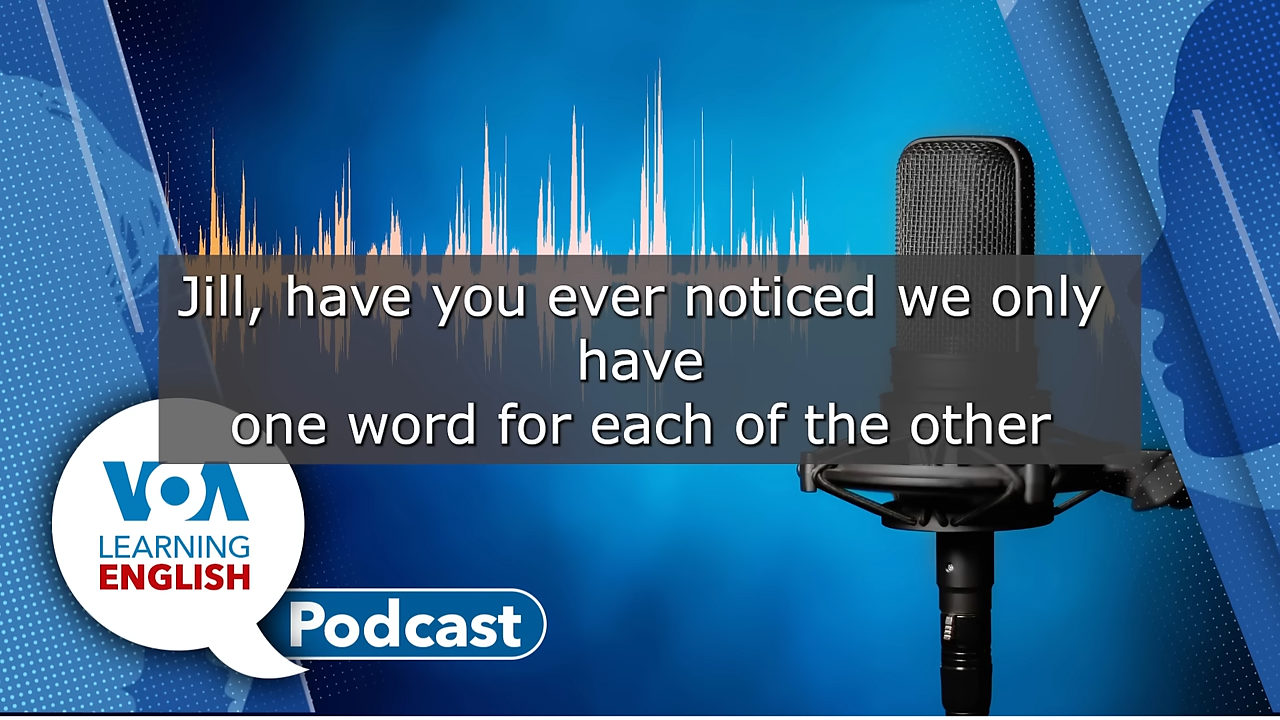 Jill, have you ever noticed we only
have
one word for each of the other
VOA
LEARNING
ENGLISH
Podcast